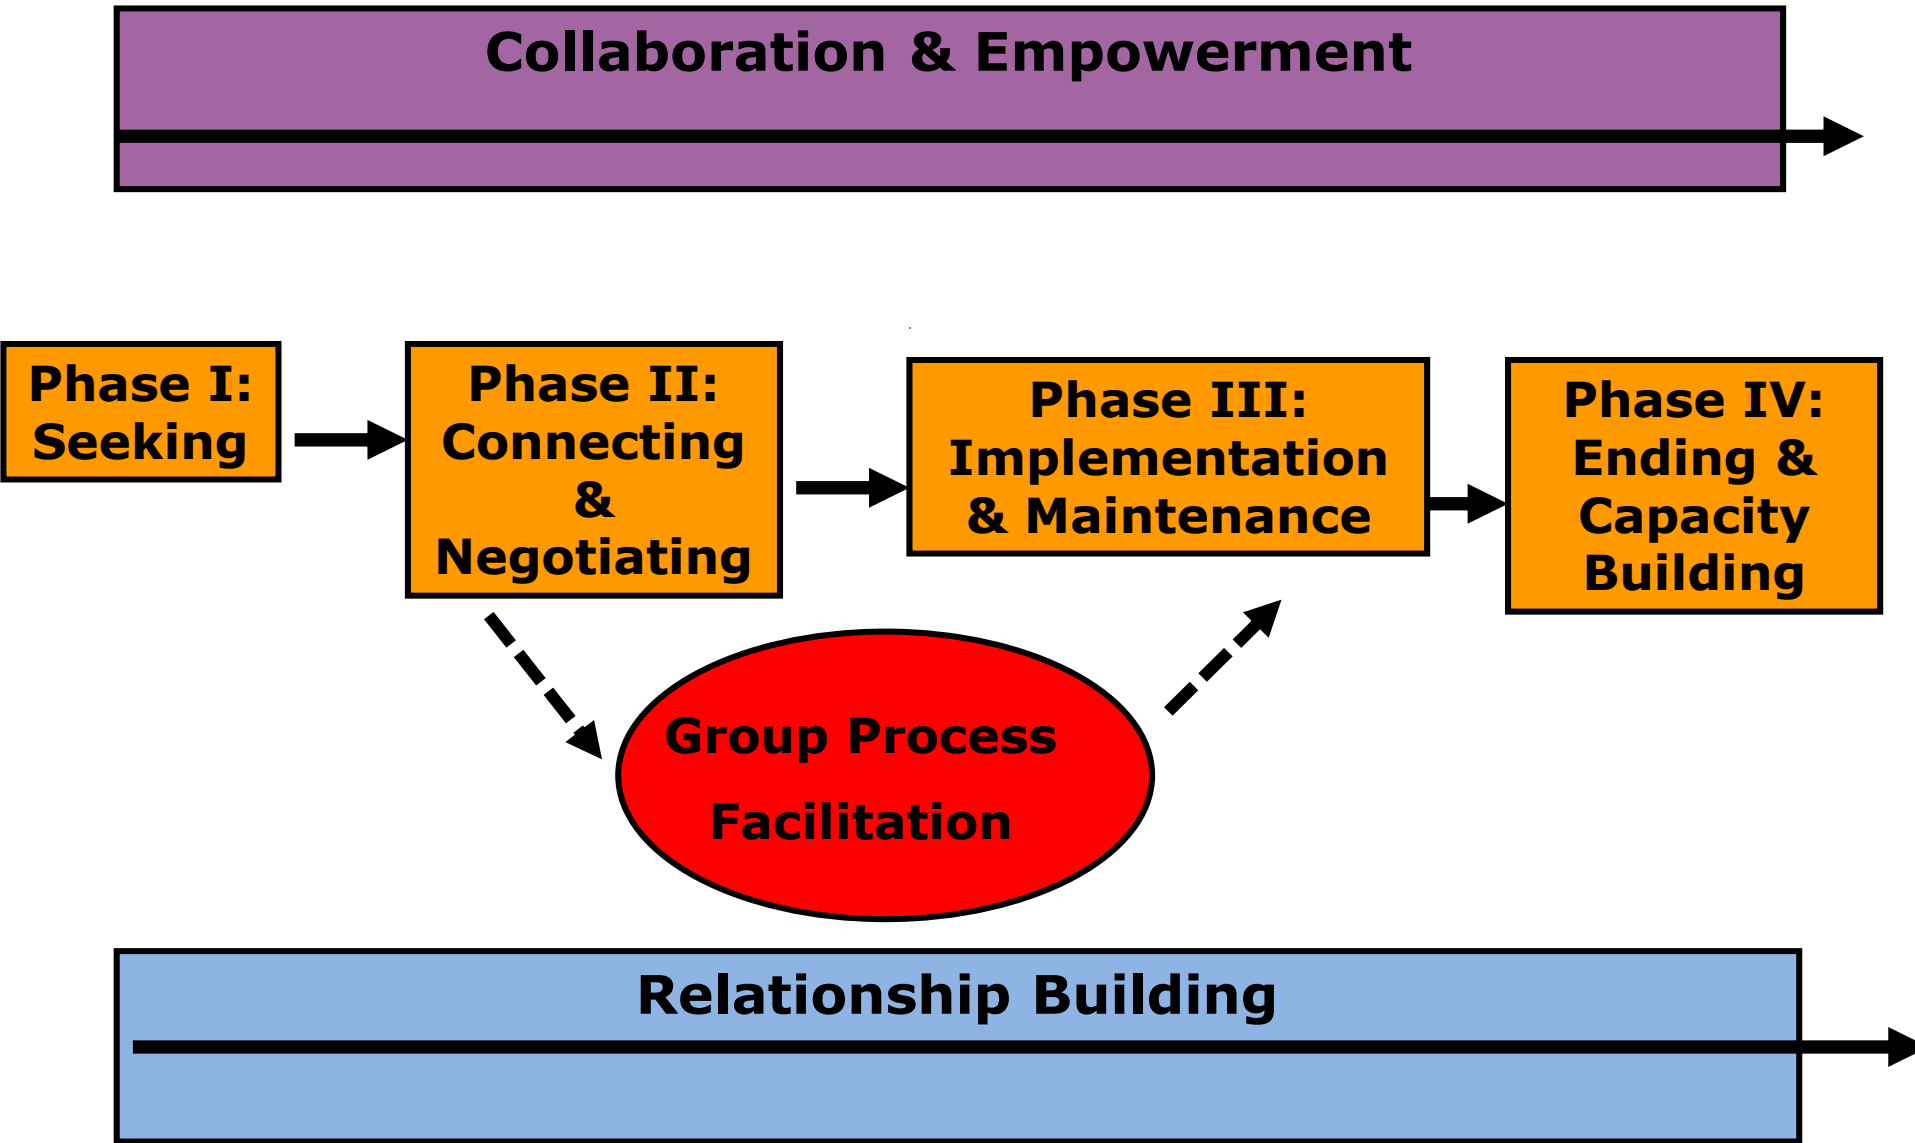 Collaboration & Empowerment
Phase I:
Seeking
Phase II:
Connecting
&
Negotiating
Phase III:
Implementation
& Maintenance
Phase IV:
Ending &
Capacity
Building
Group Process
Facilitation
Relationship Building